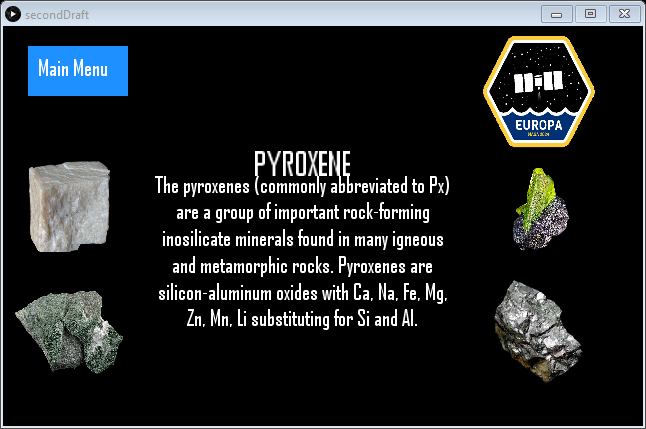 secondDraft
Main Menu
EUROPA
NASA 2024
PYROXENE
The pyroxenes (commonly abbreviated to Px)
are a group of important rock-forming
inosilicate minerals found in many igneous
and metamorphic rocks. Pyroxenes are
silicon-aluminum oxides with Ca, Na, Fe, Mg,
Zn, Mn, Li substituting for Si and Al.